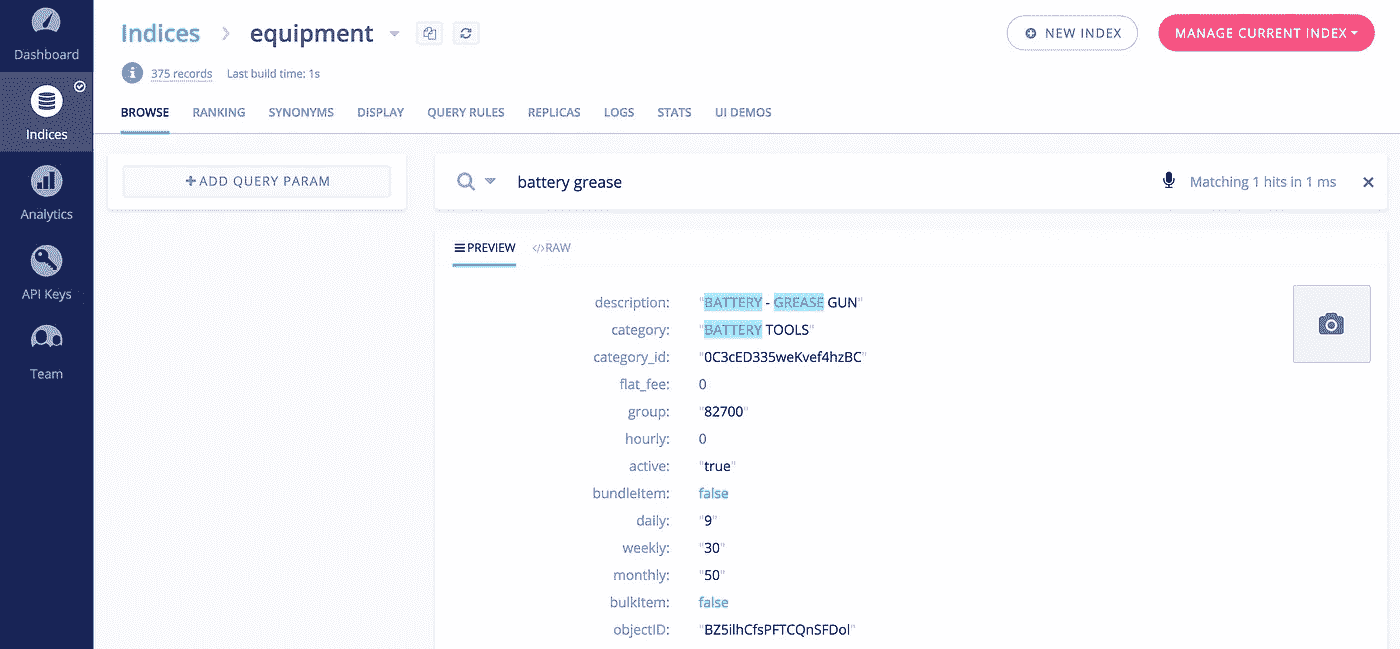 Dashboard
Indices
Analytics
API Keys
Team
Indices > equipment
NEW INDEX
MANAGE CURRENT INDEX
375 records Last build time: 1s
BROWSE RANKING SYNONYMS DISPLAY QUERY RULES REPLICAS LOGS STATS UI DEMOS
+ ADD QUERY PARAM
battery grease
Matching 1 hits in 1 ms
PREVIEW </> RAW
description: "BATTERY - GREASE GUN"
category: "BATTERY TOOLS"
category_id: "0C3cED335weKvef4hzBC"
flat_fee: 0
group: "82700"
hourly: 0
active: "true"
bundleItem: false
daily: "9"
weekly: "30"
monthly: "50"
bulkItem: false
objectID: "BZ5ilhCfsPFTCQnSFDol"